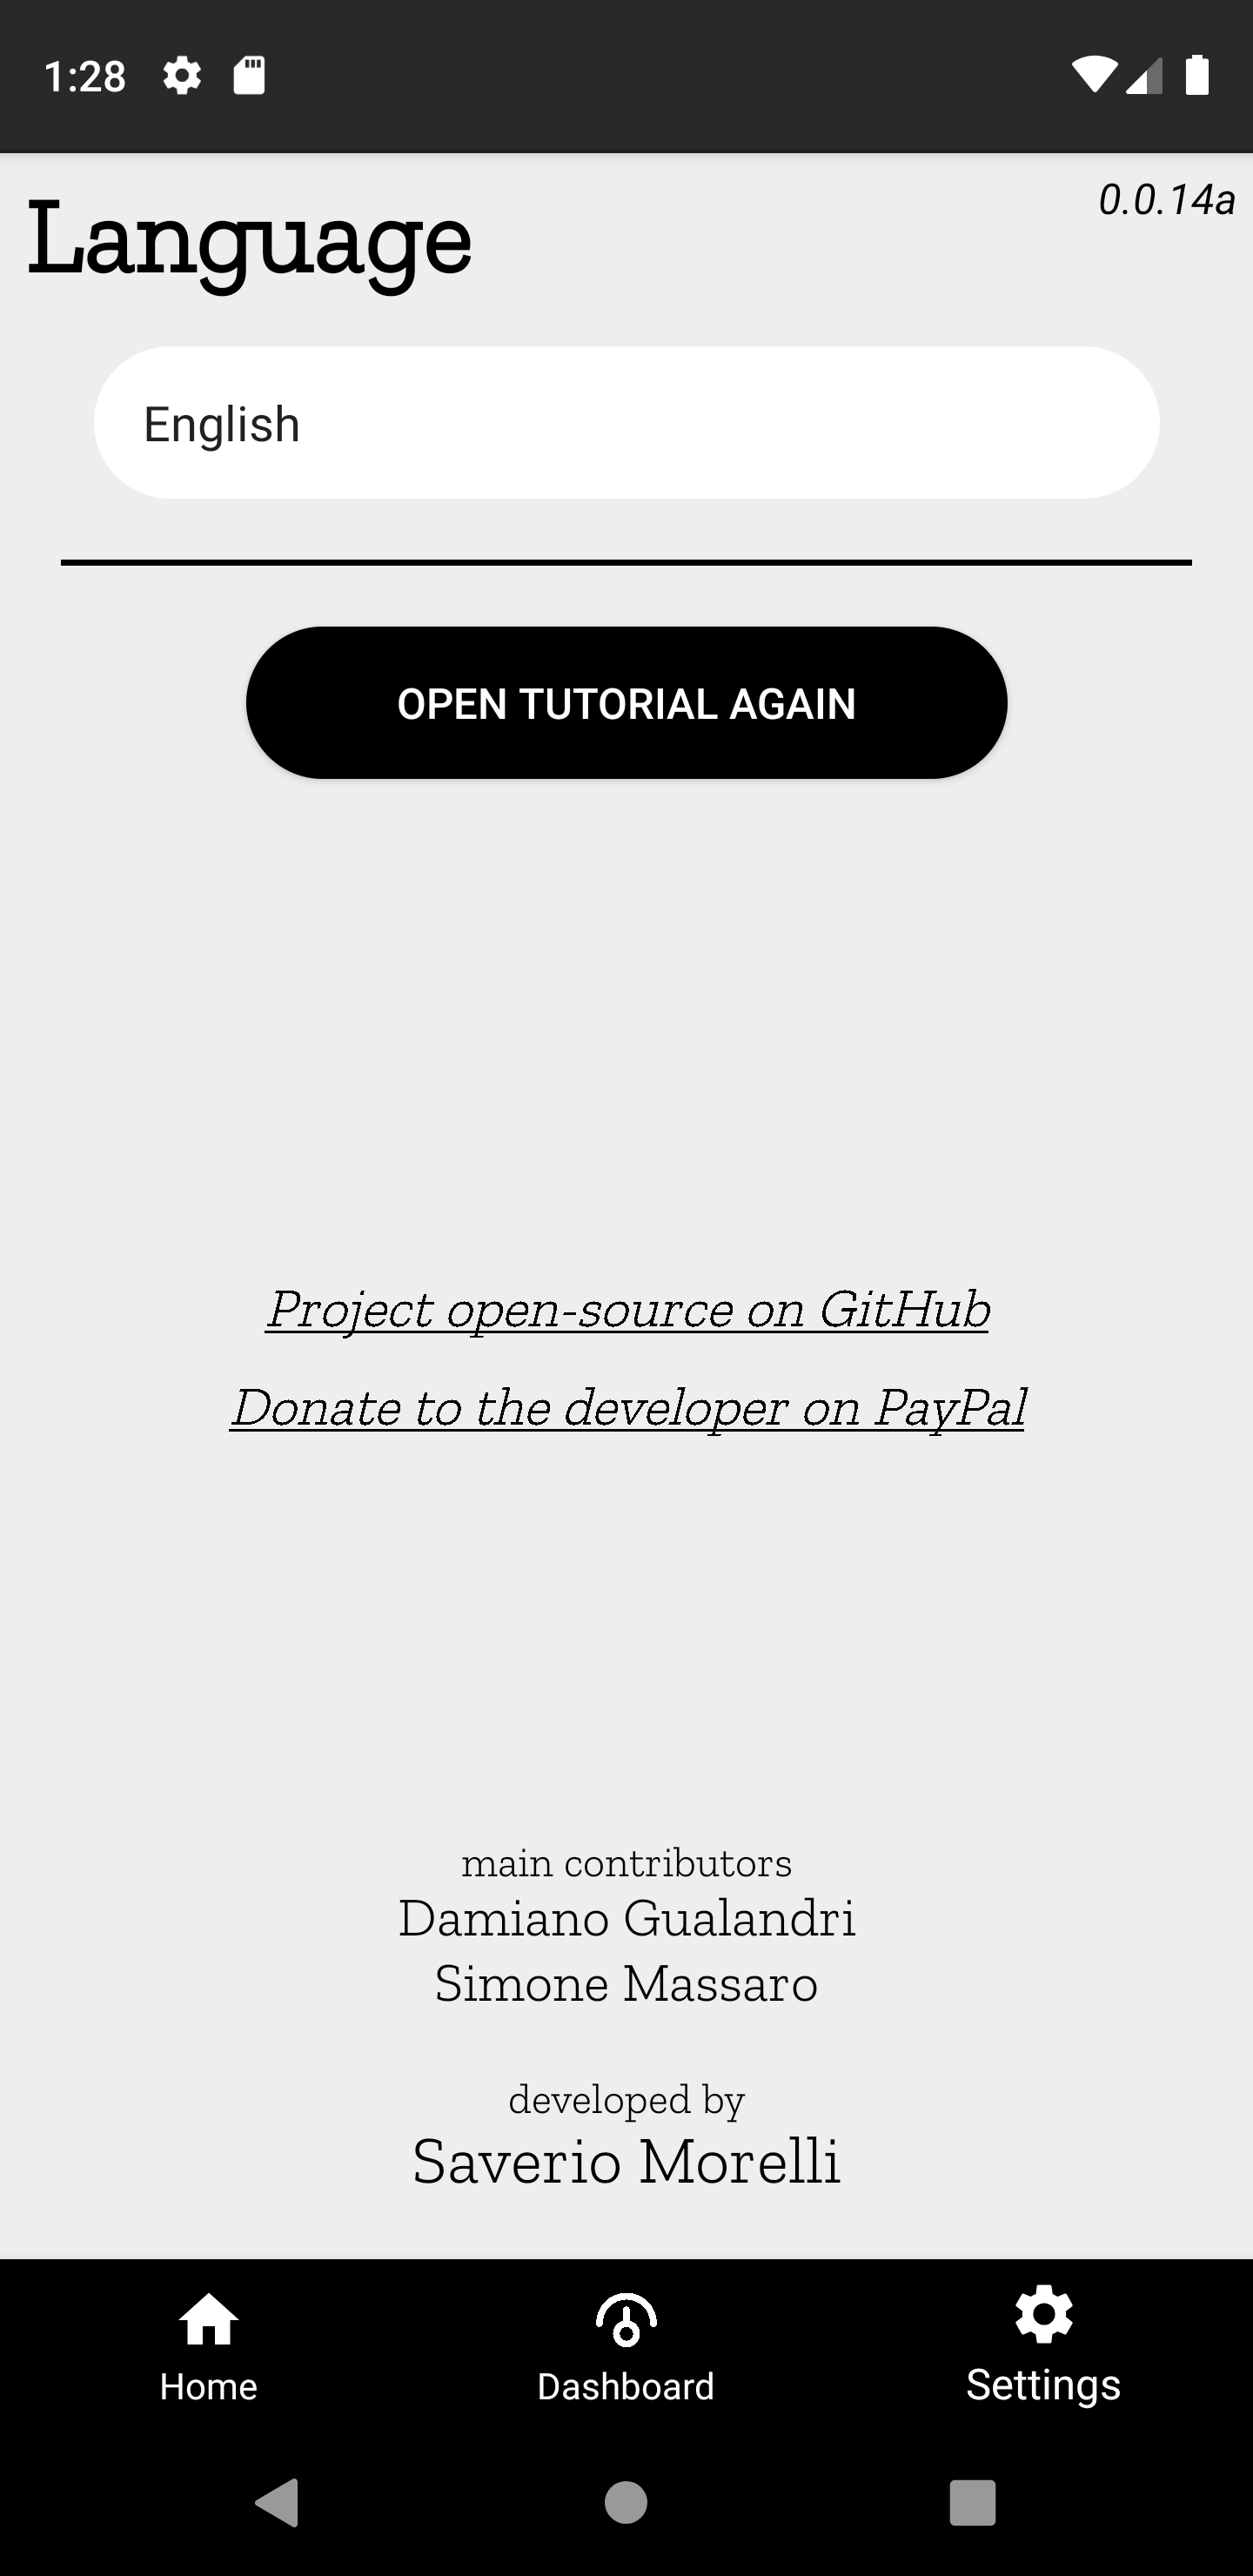 1:28
0.0.14a
Language
English
OPEN TUTORIAL AGAIN
Project open-source on GitHub
Donate to the developer on PayPal
main contributors
Damiano Gualandri
Simone Massaro
developed by
Saverio Morelli
Home
Dashboard
Settings